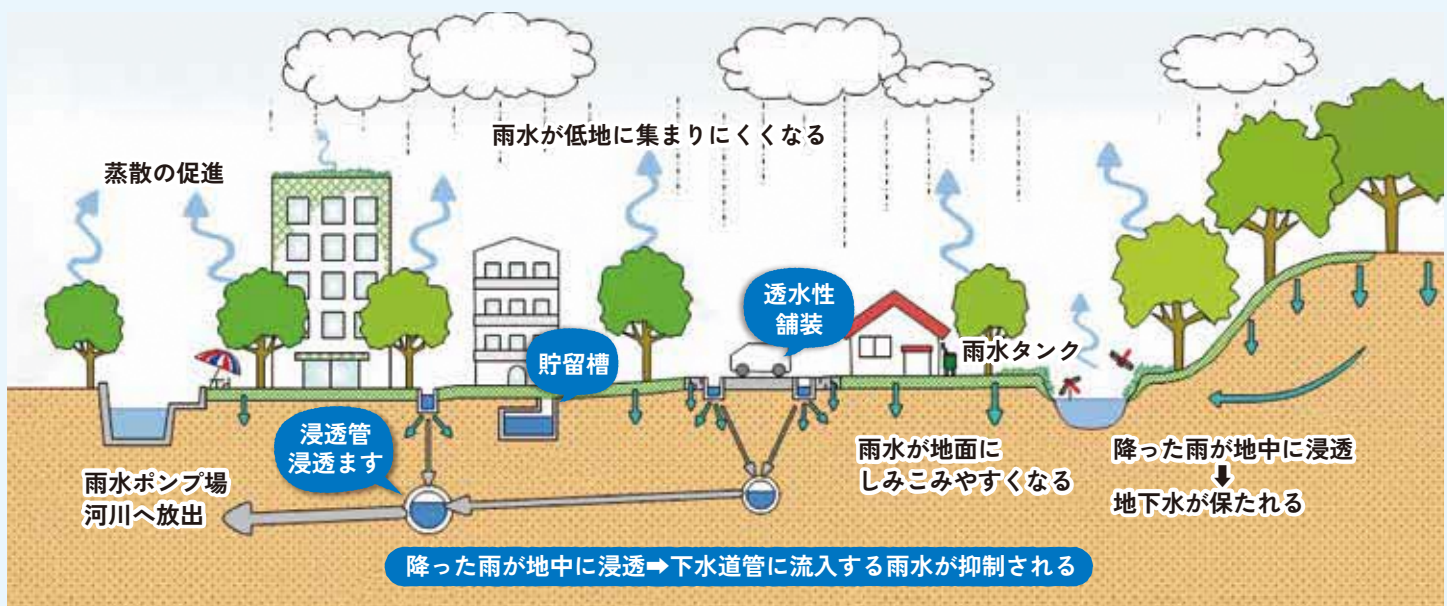 雨水が低地に集まりにくくなる
蒸散の促進
透水性
舗装
貯留槽
雨水タンク
浸透管
浸透ます
雨水ポンプ場
河川へ放出
雨水が地面に
しみこみやすくなる
降った雨が地中に浸透
⬇
地下水が保たれる
降った雨が地中に浸透➡下水道管に流入する雨水が抑制される